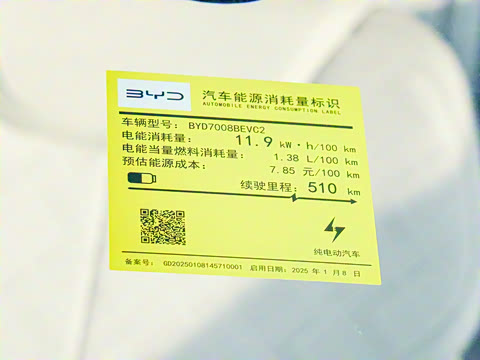 BYD 汽车能源消耗量标识
AUTOMOBILE ENERGY CONSUMPTION LABEL
车辆型号： BYD7008BEVC2
电能消耗量： 11.9 kW·h/100 km
电能当量燃料消耗量： 1.38 L/100 km
预估能源成本： 7.85 元/100 km
续驶里程：510 km
纯电动汽车
备案号： GD20250108145710001 启用日期：2025 年 1 月 8 日